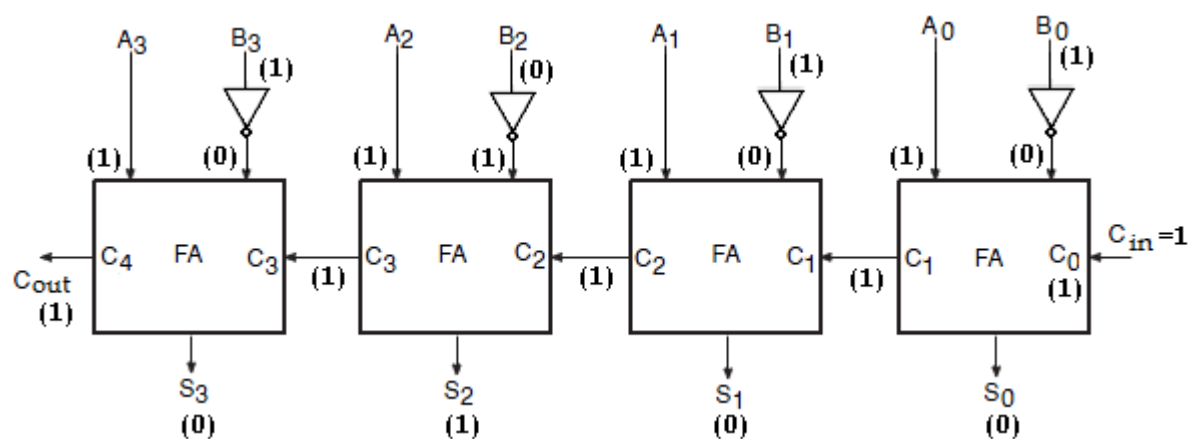 A3 B3 A2 B2 A1 B1 A0 B0
(1) (0) (1) (1)
(1) (0) (1) (1) (1) (0) (1) (0)
C4 FA C3 C3 FA C2 C2 FA C1 C1 FA C0 Cin=1
Cout (1) (1) (1) (1)
(1)
S3 S2 S1 S0
(0) (1) (0) (0)